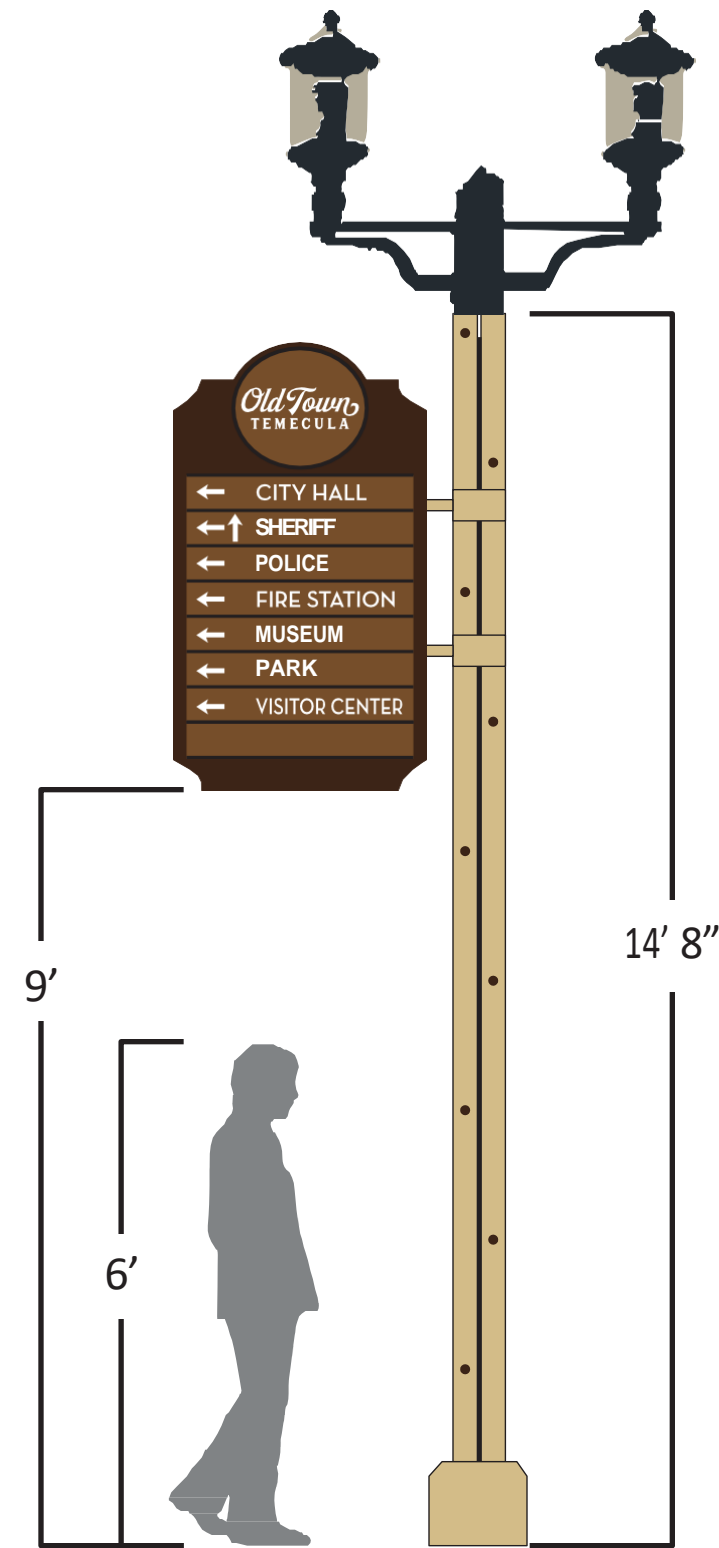 Old Town
TEMECULA
← CITY HALL
←↑ SHERIFF
← POLICE
← FIRE STATION
← MUSEUM
← PARK
← VISITOR CENTER
14’ 8”
9’
6’